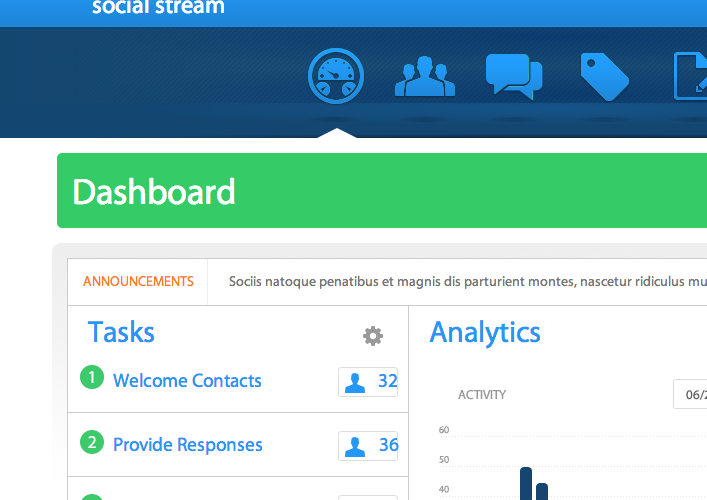 social stream
Dashboard
ANNOUNCEMENTS
Sociis natoque penatibus et magnis dis parturient montes, nascetur ridiculus mu
Tasks
1 Welcome Contacts 32
2 Provide Responses 36
Analytics
ACTIVITY 06/2
60
50
40